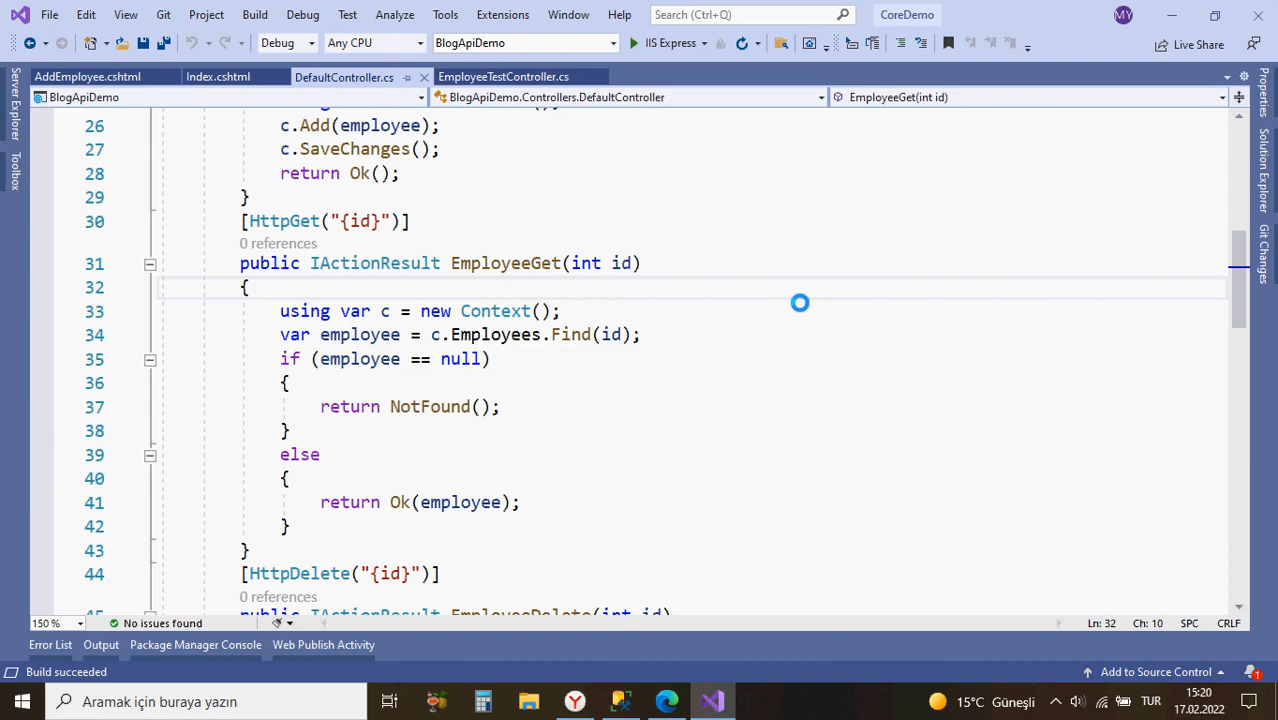 File Edit View Git Project Build Debug Test Analyze Tools Extensions Window Help Search (Ctrl+Q) CoreDemo MY
Debug Any CPU BlogApiDemo IIS Express Live Share
AddEmployee.cshtml Index.cshtml DefaultController.cs EmployeeTestController.cs
BlogApiDemo BlogApiDemo.Controllers.DefaultController EmployeeGet(int id)
Server Explorer
Toolbox
Properties
Solution Explorer
Git Changes
26 c.Add(employee);
27 c.SaveChanges();
28 return Ok();
29 }
30 [HttpGet("{id}")]
0 references
31 public IActionResult EmployeeGet(int id)
32 {
33 using var c = new Context();
34 var employee = c.Employees.Find(id);
35 if (employee == null)
36 {
37 return NotFound();
38 }
39 else
40 {
41 return Ok(employee);
42 }
43 }
44 [HttpDelete("{id}")]
0 references
45 public IActionResult EmployeeDelete(int id)
150 % No issues found Ln: 32 Ch: 10 SPC CRLF
Error List Output Package Manager Console Web Publish Activity
Build succeeded Add to Source Control 1
Aramak için buraya yazın 15°C Güneşli TUR 15:20
17.02.2022